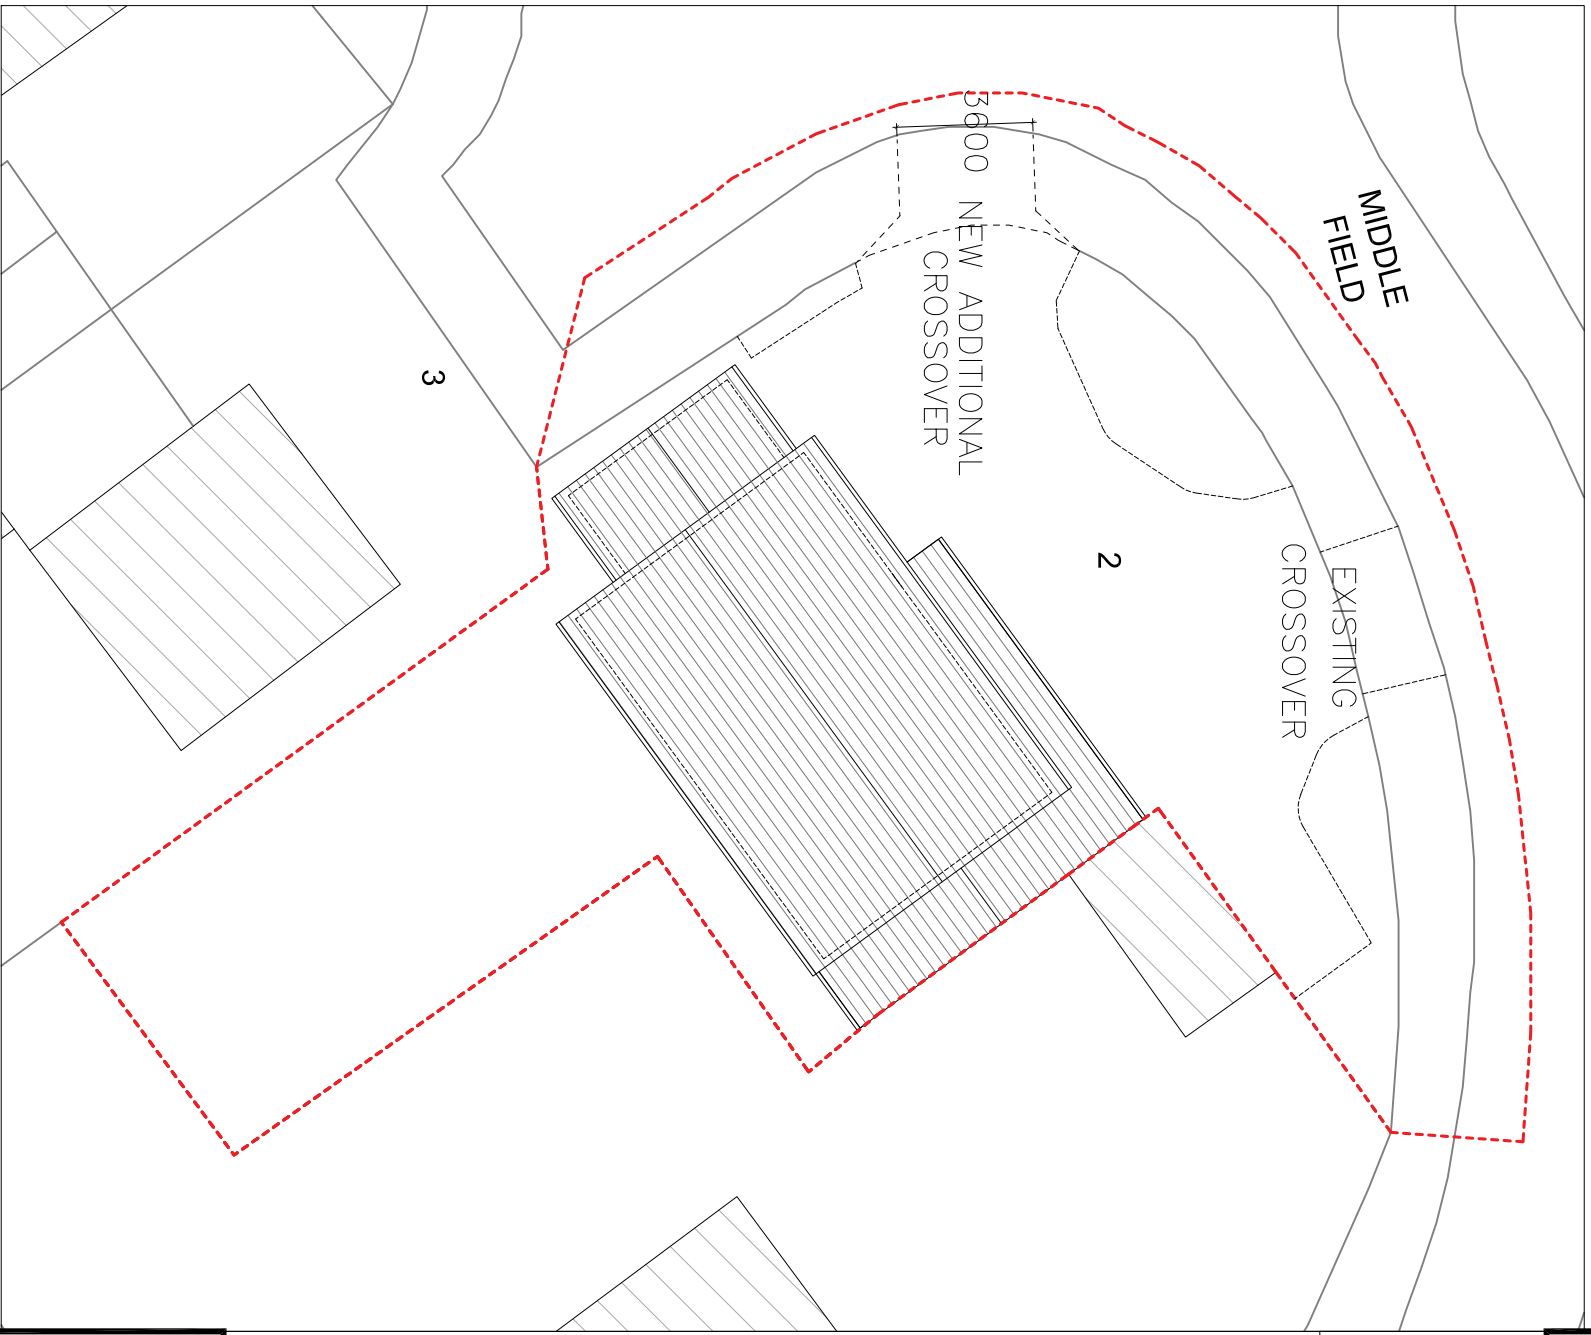 MIDDLE
FIELD
3600 NEW ADDITIONAL
CROSSOVER
3
2
EXISTING
CROSSOVER